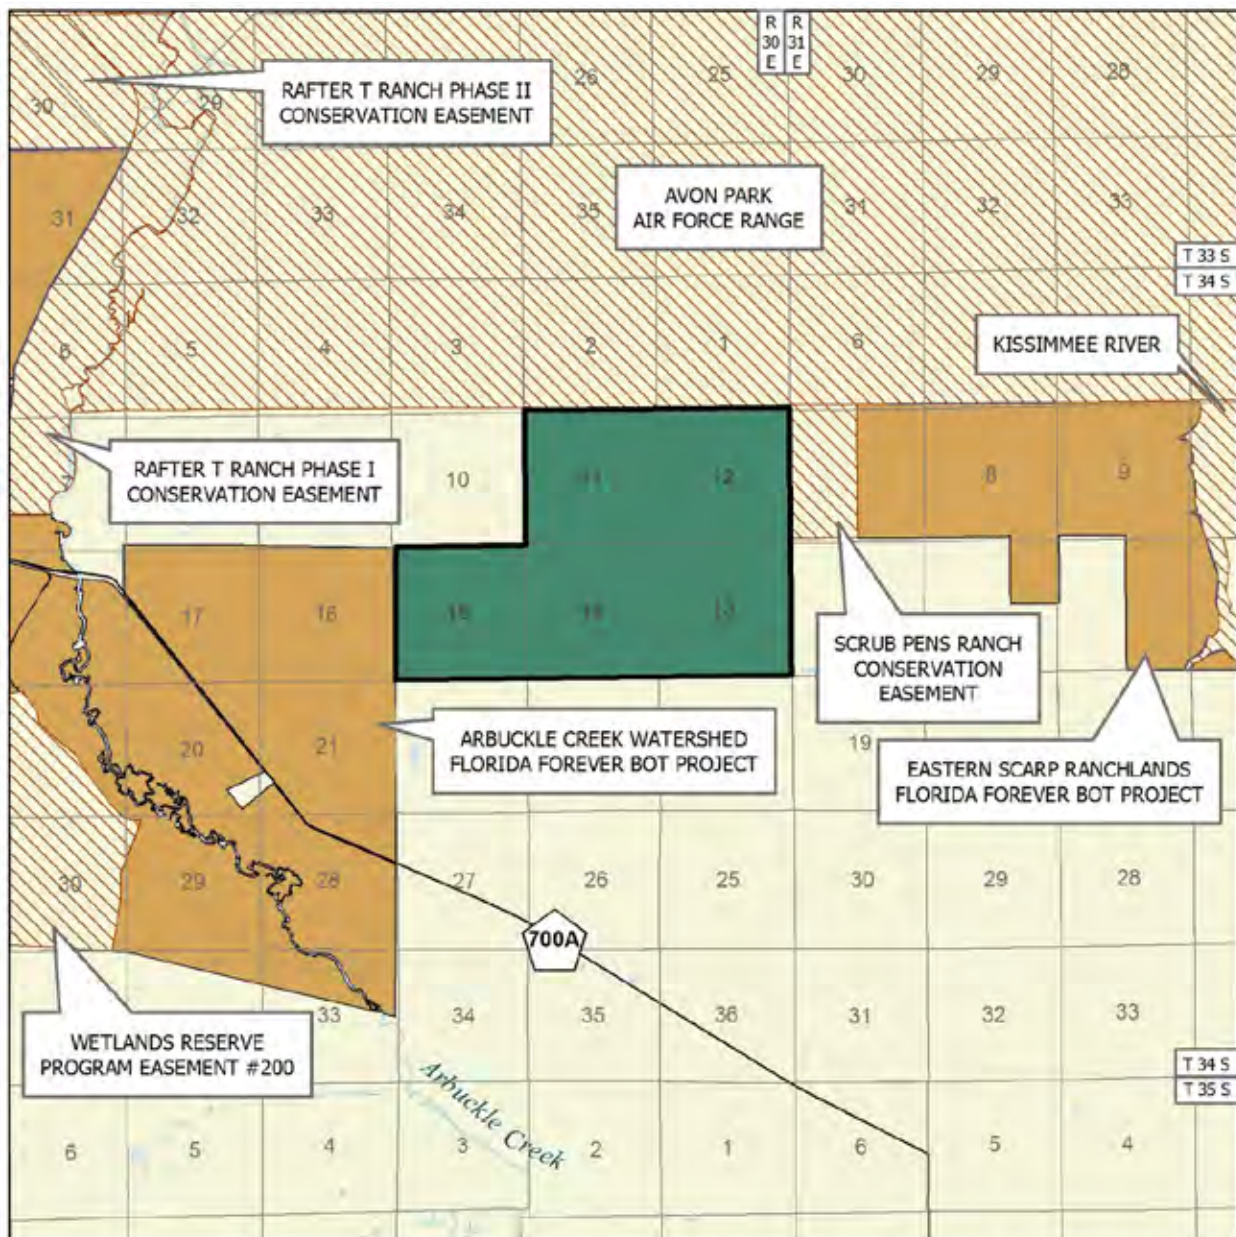 R
30
E
R
31
E
26
25
30
29
28
RAFTER T RANCH PHASE II
CONSERVATION EASEMENT
30
29
AVON PARK
AIR FORCE RANGE
31
32
33
34
35
31
32
33
T 33 S
T 34 S
6
5
4
3
2
1
6
KISSIMMEE RIVER
RAFTER T RANCH PHASE I
CONSERVATION EASEMENT
7
10
11
12
8
9
17
16
15
14
13
SCRUB PENS RANCH
CONSERVATION
EASEMENT
20
21
ARBUCKLE CREEK WATERSHED
FLORIDA FOREVER BOT PROJECT
19
EASTERN SCARP RANCHLANDS
FLORIDA FOREVER BOT PROJECT
30
29
28
27
26
25
30
29
28
700A
WETLANDS RESERVE
PROGRAM EASEMENT #200
33
34
35
36
31
32
33
T 34 S
T 35 S
Arbuckle Creek
6
5
4
3
2
1
6
5
4